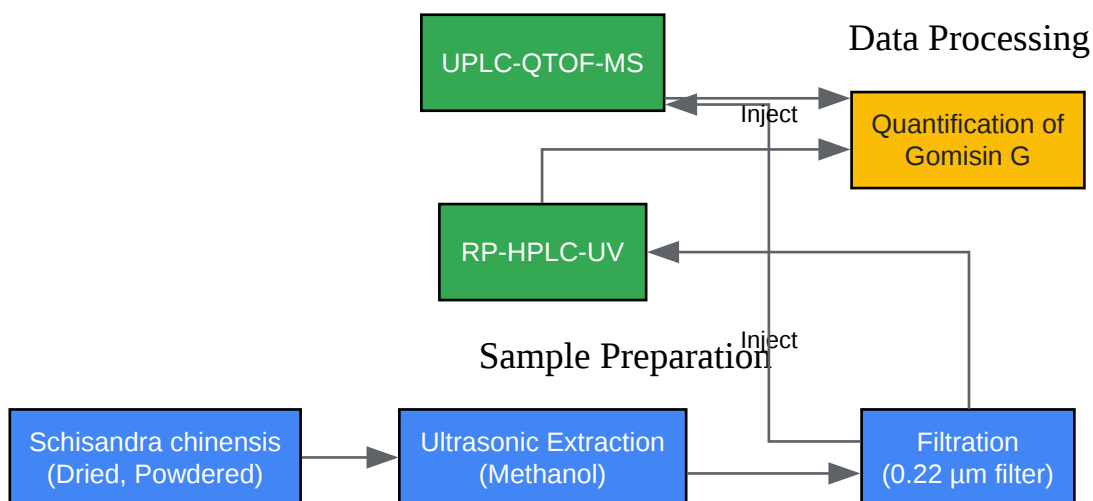 UPLC-QTOF-MS
Data Processing
Inject
Quantification of
Gomisin G
RP-HPLC-UV
Inject
Sample Preparation
Schisandra chinensis
(Dried, Powdered)
Ultrasonic Extraction
(Methanol)
Filtration
(0.22 µm filter)